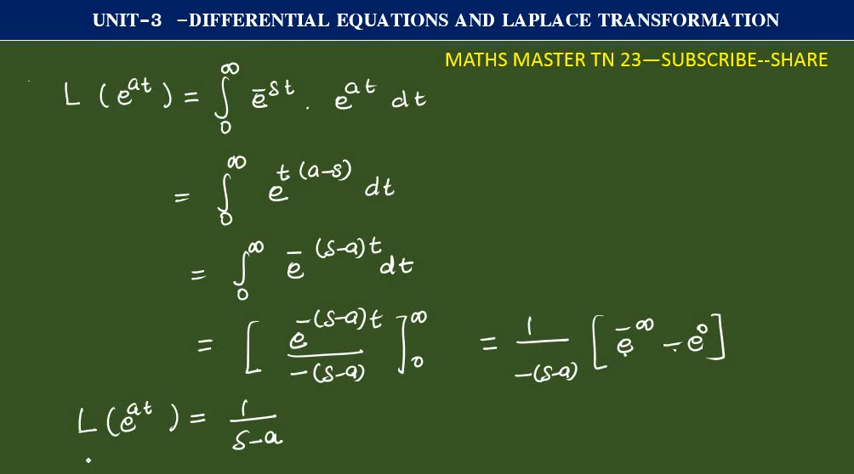 UNIT-3 -DIFFERENTIAL EQUATIONS AND LAPLACE TRANSFORMATION
MATHS MASTER TN 23—SUBSCRIBE--SHARE
L(e^{at}) = ∫_0^∞ e^{-st} . e^{at} dt
= ∫_0^∞ e^{t(a-s)} dt
= ∫_0^∞ e^{-(s-a)t} dt
= [ e^{-(s-a)t} / -(s-a) ]_0^∞ = 1/-(s-a) [ e^{-∞} - e^0 ]
L(e^{at}) = 1/s-a